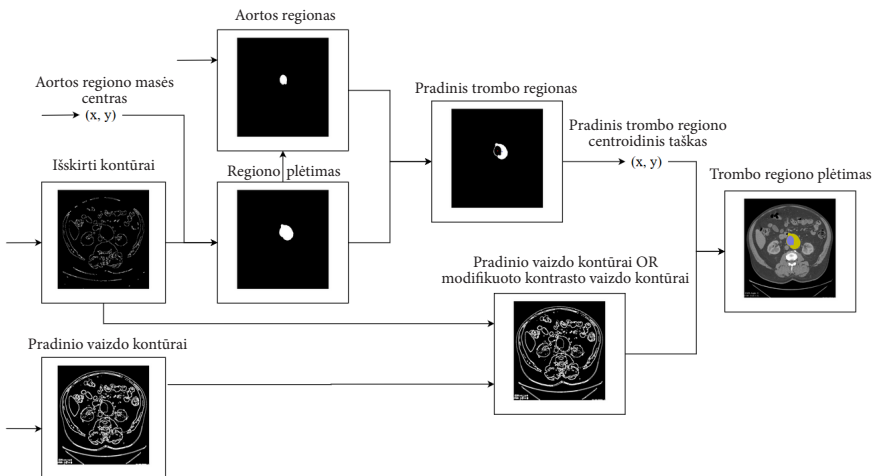 Aortos regionas
Aortos regiono masės
centras
(x, y)
Išskirti kontūrai
Regiono plėtimas
Pradinis trombo regionas
Pradinis trombo regiono
centroidinis taškas
(x, y)
Trombo regiono plėtimas
Pradinio vaizdo kontūrai OR
modifikuoto kontrasto vaizdo kontūrai
Pradinio vaizdo kontūrai